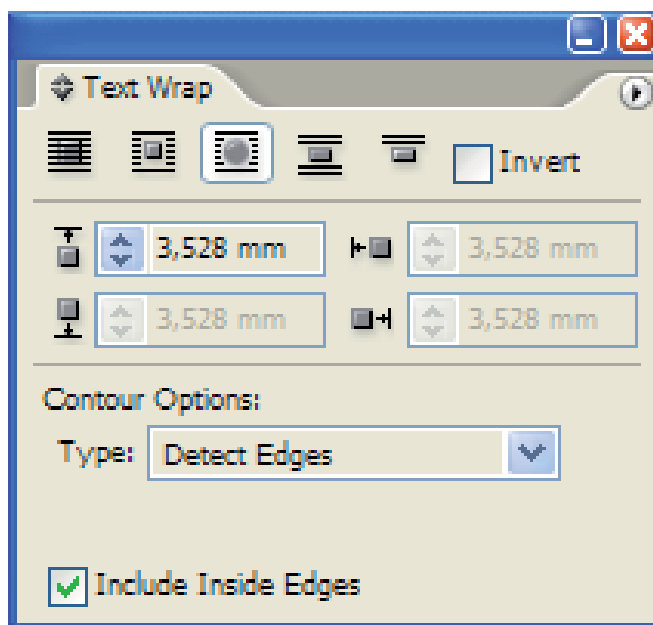 Text Wrap
Invert
3,528 mm 3,528 mm
3,528 mm 3,528 mm
Contour Options:
Type: Detect Edges
Include Inside Edges